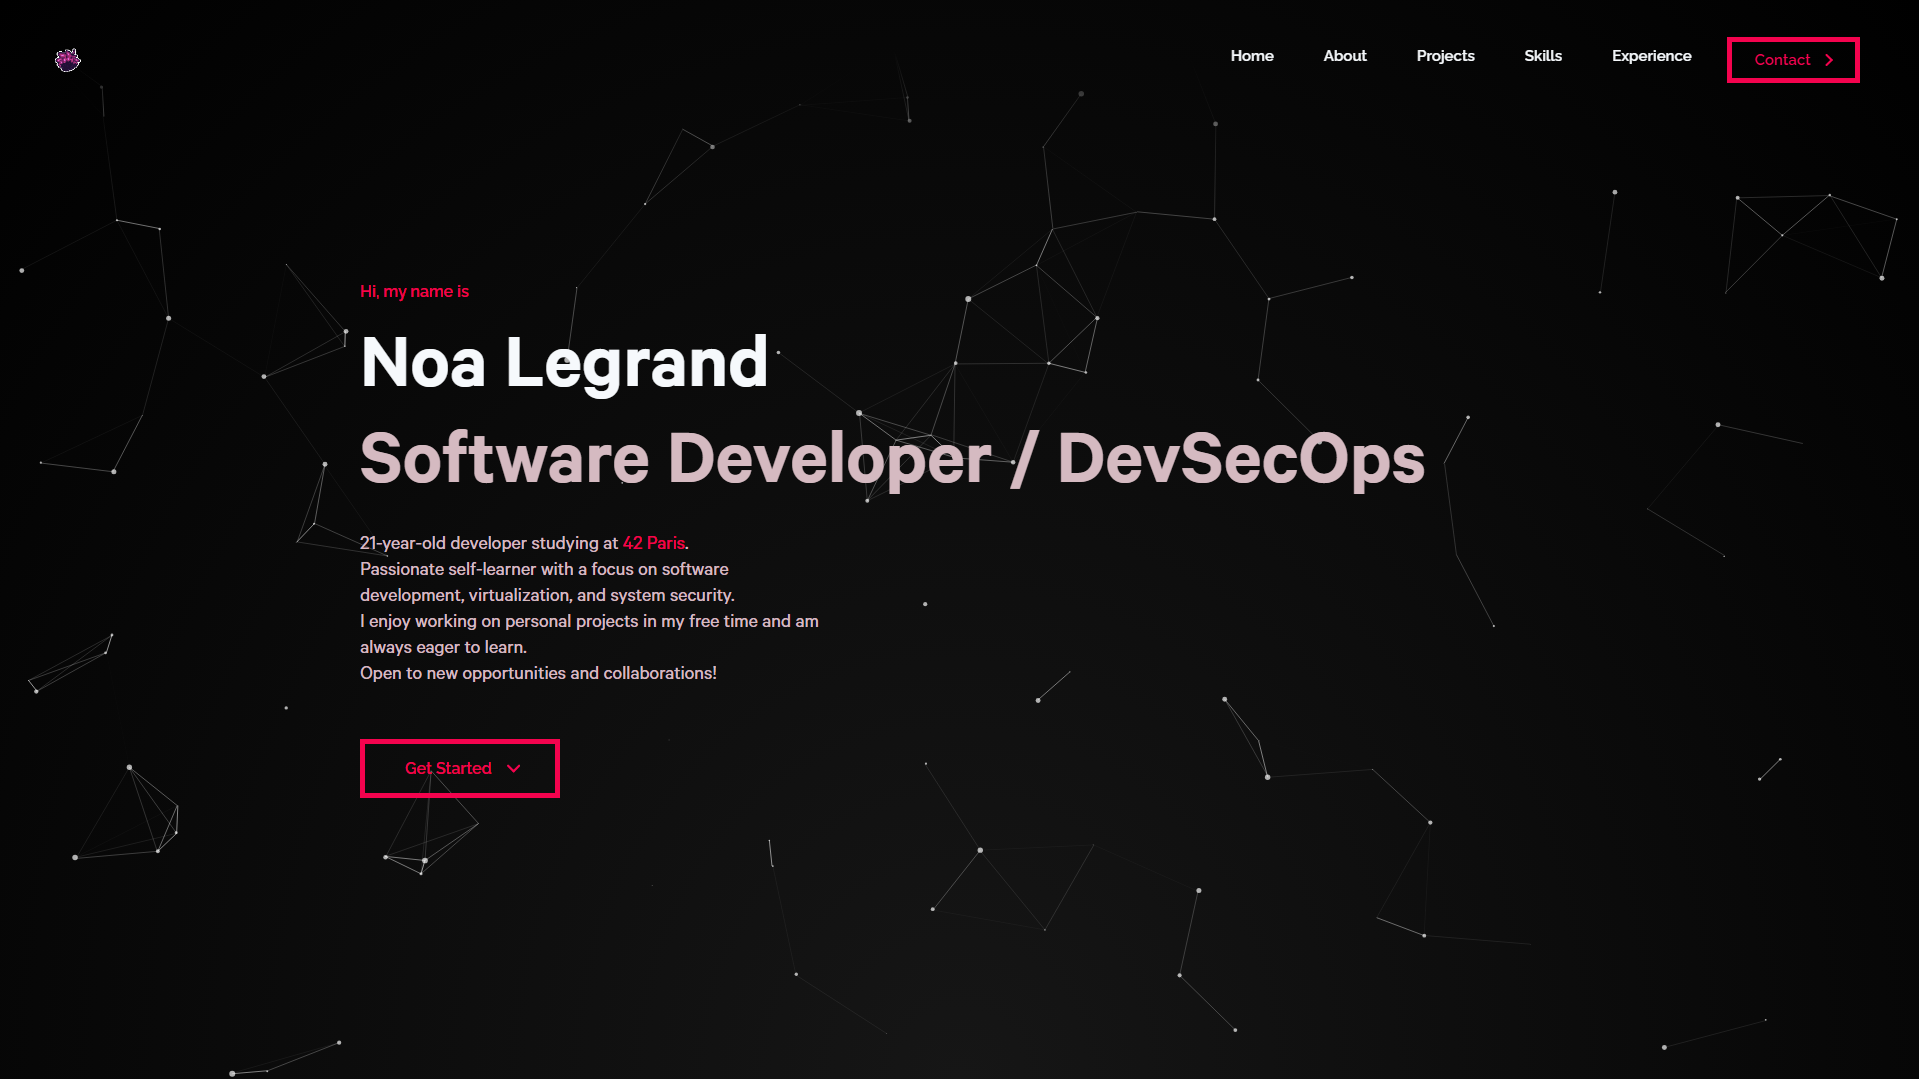 Home About Projects Skills Experience Contact
Hi, my name is
Noa Legrand
Software Developer / DevSecOps
21-year-old developer studying at 42 Paris.
Passionate self-learner with a focus on software
development, virtualization, and system security.
I enjoy working on personal projects in my free time and am
always eager to learn.
Open to new opportunities and collaborations!
Get Started